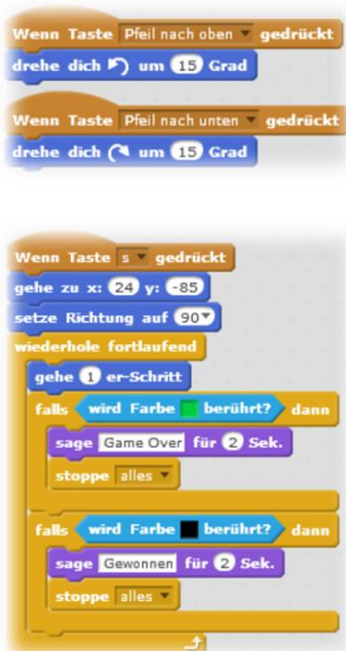 Wenn Taste Pfeil nach oben gedrückt
drehe dich um 15 Grad
Wenn Taste Pfeil nach unten gedrückt
drehe dich um 15 Grad
Wenn Taste s gedrückt
gehe zu x: 24 y: -85
setze Richtung auf 90
wiederhole fortlaufend
gehe 1 er-Schritt
falls wird Farbe berührt? dann
sage Game Over für 2 Sek.
stoppe alles
falls wird Farbe berührt? dann
sage Gewonnen für 2 Sek.
stoppe alles